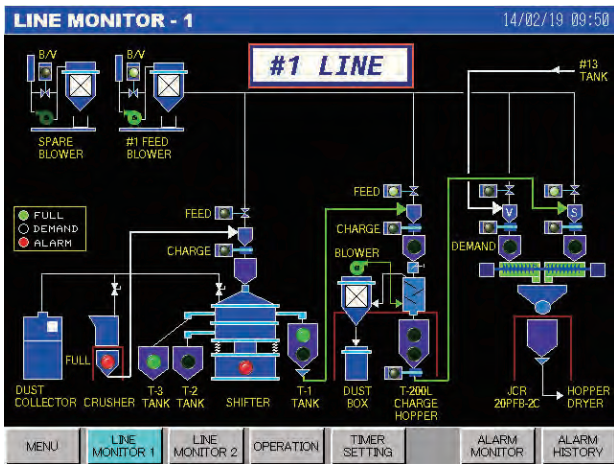 LINE MONITOR - 1
14/02/19 09:50
#1 LINE
#13
TANK
B/V
B/V
SPARE
BLOWER
#1 FEED
BLOWER
FULL
DEMAND
ALARM
FEED
CHARGE
FEED
CHARGE
BLOWER
V
S
DEMAND
FULL
DUST
COLLECTOR
CRUSHER
T-3
TANK
T-2
TANK
SHIFTER
T-1
TANK
DUST
BOX
T-200L
CHARGE
HOPPER
JCR
20PFB-2C
HOPPER
DRYER
MENU
LINE
MONITOR 1
LINE
MONITOR 2
OPERATION
TIMER
SETTING
ALARM
MONITOR
ALARM
HISTORY